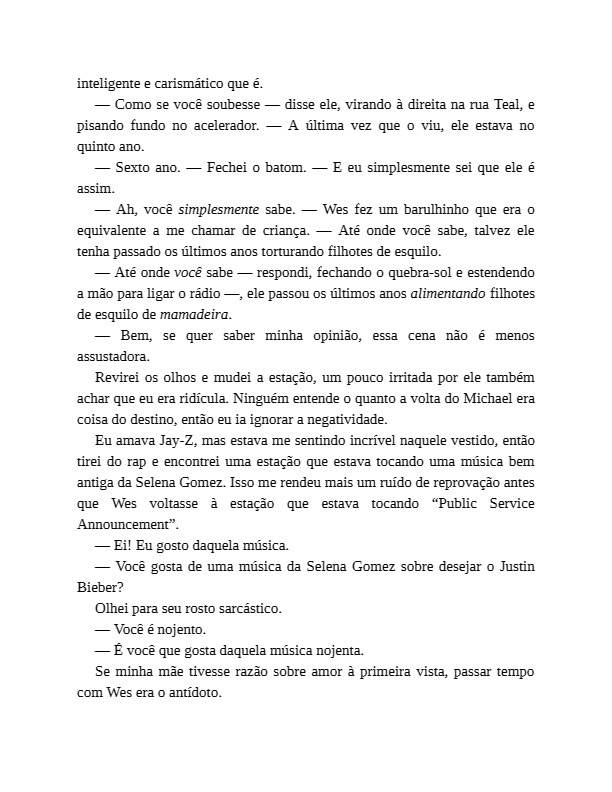 inteligente e carismático que é.
— Como se você soubesse — disse ele, virando à direita na rua Teal, e
pisando fundo no acelerador. — A última vez que o viu, ele estava no
quinto ano.
— Sexto ano. — Fechei o batom. — E eu simplesmente sei que ele é
assim.
— Ah, você simplesmente sabe. — Wes fez um barulhinho que era o
equivalente a me chamar de criança. — Até onde você sabe, talvez ele
tenha passado os últimos anos torturando filhotes de esquilo.
— Até onde você sabe — respondi, fechando o quebra-sol e estendendo
a mão para ligar o rádio —, ele passou os últimos anos alimentando filhotes
de esquilo de mamadeira.
— Bem, se quer saber minha opinião, essa cena não é menos
assustadora.
Revirei os olhos e mudei a estação, um pouco irritada por ele também
achar que eu era ridícula. Ninguém entende o quanto a volta do Michael era
coisa do destino, então eu ia ignorar a negatividade.
Eu amava Jay-Z, mas estava me sentindo incrível naquele vestido, então
tirei do rap e encontrei uma estação que estava tocando uma música bem
antiga da Selena Gomez. Isso me rendeu mais um ruído de reprovação antes
que Wes voltasse à estação que estava tocando “Public Service
Announcement”.
— Ei! Eu gosto daquela música.
— Você gosta de uma música da Selena Gomez sobre desejar o Justin
Bieber?
Olhei para seu rosto sarcástico.
— Você é nojento.
— É você que gosta daquela música nojenta.
Se minha mãe tivesse razão sobre amor à primeira vista, passar tempo
com Wes era o antídoto.